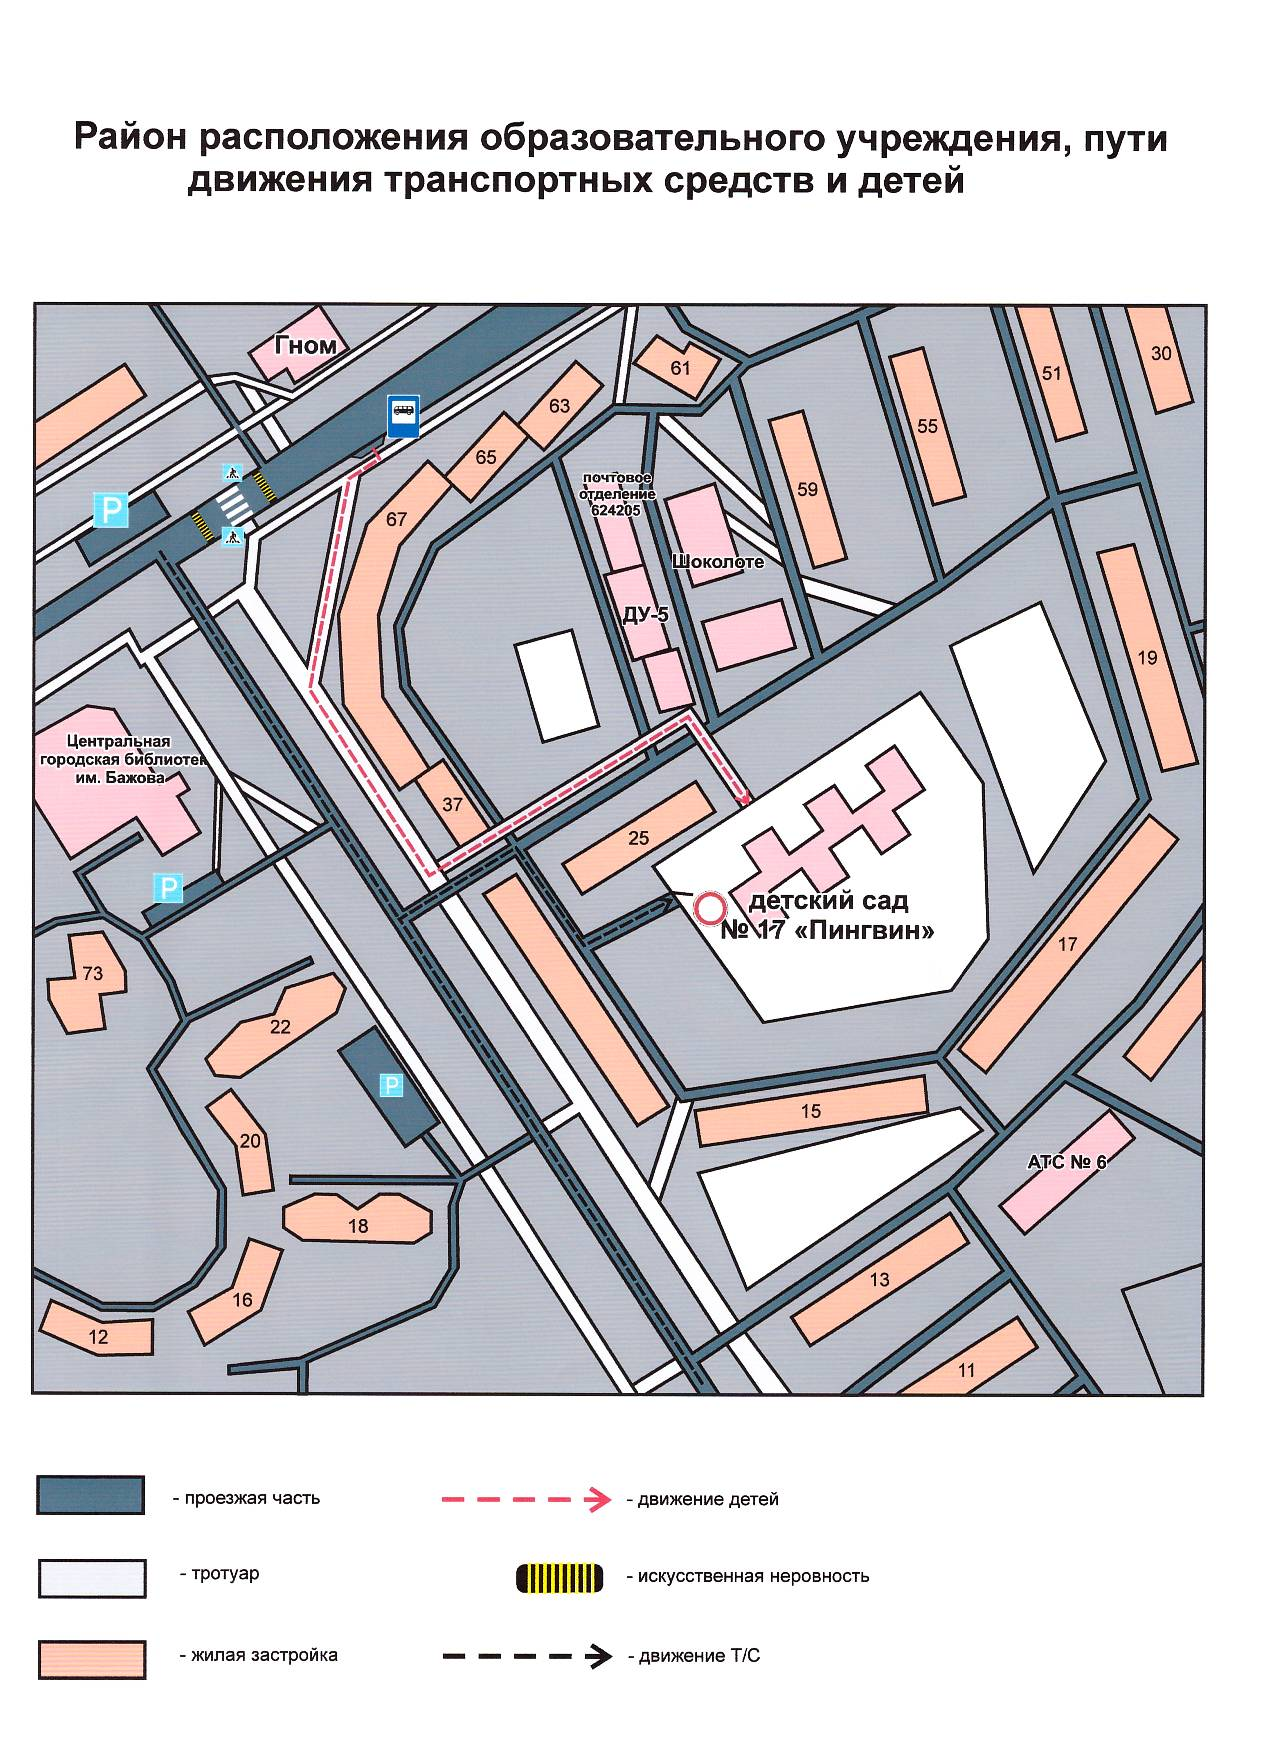 Район расположения образовательного учреждения, пути
движения транспортных средств и детей
Гном
30
61
51
63
55
65
почтовое
отделение
624205
59
P
67
Шоколоте
ДУ-5
19
Центральная
городская библиотек
им. Бажова
37
25
P
детский сад
№ 17 «Пингвин»
17
73
22
P
15
20
АТС № 6
18
13
16
12
11
- проезжая часть
- движение детей
- тротуар
- искусственная неровность
- жилая застройка
- движение Т/С